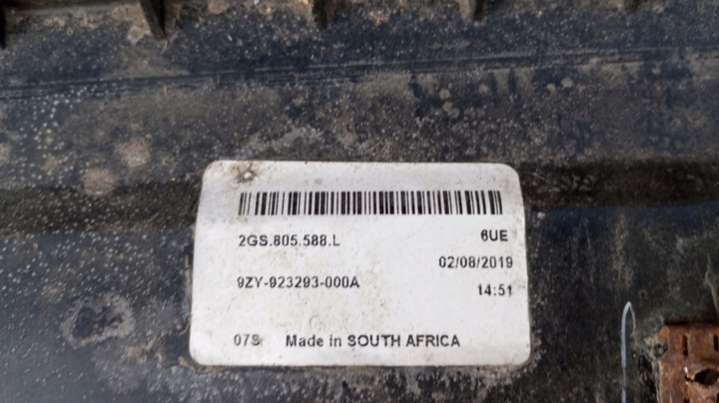 2GS.805.588.L 6UE
02/08/2019
9ZY-923293-000A 14:51
07S Made in SOUTH AFRICA